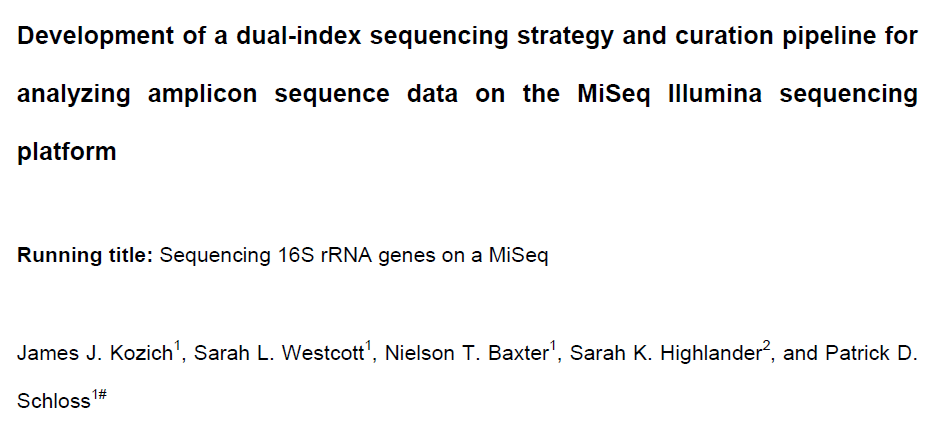 Development of a dual-index sequencing strategy and curation pipeline for
analyzing amplicon sequence data on the MiSeq Illumina sequencing
platform
Running title: Sequencing 16S rRNA genes on a MiSeq
James J. Kozich1, Sarah L. Westcott1, Nielson T. Baxter1, Sarah K. Highlander2, and Patrick D.
Schloss1#